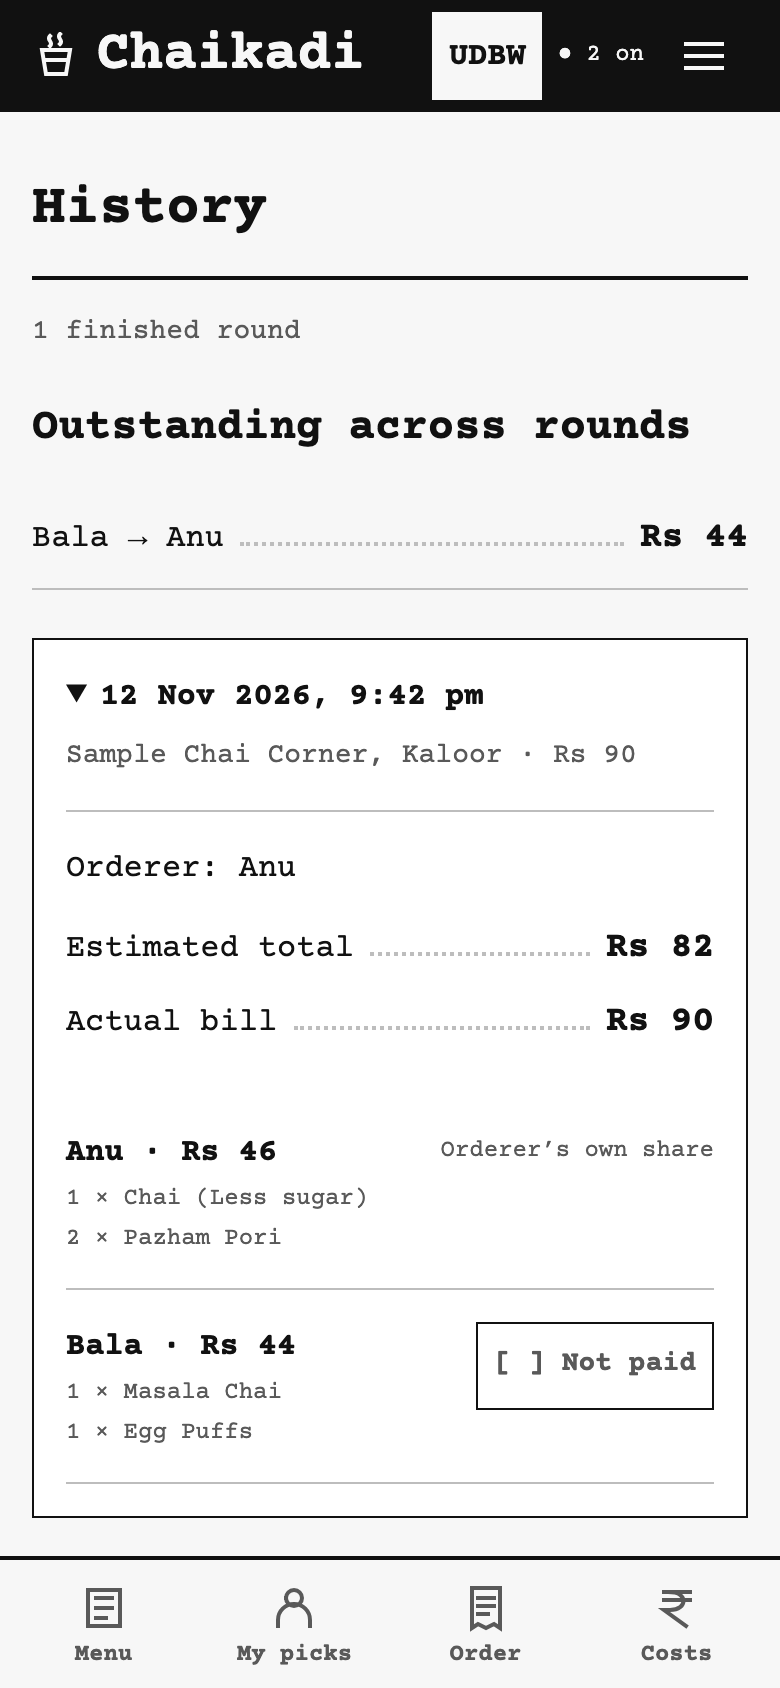 Chaikadi
UDBW
● 2 on
History
1 finished round
Outstanding across rounds
Bala → Anu Rs 44
▼ 12 Nov 2026, 9:42 pm
Sample Chai Corner, Kaloor · Rs 90
Orderer: Anu
Estimated total Rs 82
Actual bill Rs 90
Anu · Rs 46
Orderer’s own share
1 × Chai (Less sugar)
2 × Pazham Pori
Bala · Rs 44
[ ] Not paid
1 × Masala Chai
1 × Egg Puffs
Menu
My picks
Order
Costs